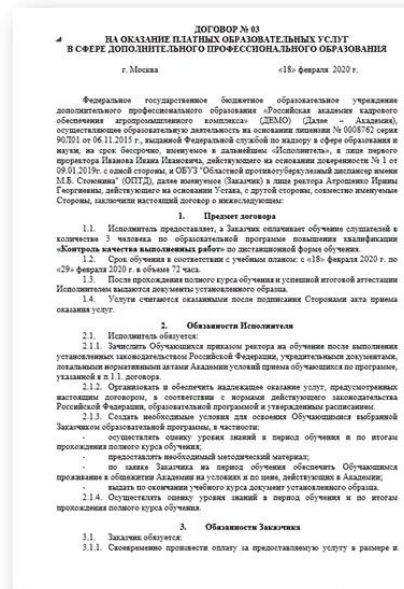 ДОГОВОР № 03
НА ОКАЗАНИЕ ПЛАТНЫХ ОБРАЗОВАТЕЛЬНЫХ УСЛУГ
В СФЕРЕ ДОПОЛНИТЕЛЬНОГО ПРОФЕССИОНАЛЬНОГО ОБРАЗОВАНИЯ
г. Москва «18» февраля 2020 г.
Федеральное государственное бюджетное образовательное учреждение
дополнительного профессионального образования «Российская академия кадрового
обеспечения агропромышленного комплекса» (ДЕМО) (Далее – Академия),
осуществляющее образовательную деятельность на основании лицензии № 0008762 серия
90Л01 от 06.11.2015 г., выданной Федеральной службой по надзору в сфере образования и
науки, на срок бессрочно, именуемое в дальнейшем «Исполнитель», в лице первого
проректора Иванова Ивана Ивановича, действующего на основании доверенности № 1 от
09.01.2019г. с одной стороны, и ОБУЗ "Областной противотуберкулезный диспансер имени
М.Б. Стоюнина" (ОПТД), далее именуемое (Заказчик) в лице ректора Атрошенко Ирины
Георгиевны, действующего на основании Устава, с другой стороны, совместно именуемые
Стороны, заключили настоящий договор о нижеследующем:
1. Предмет договора
1.1. Исполнитель предоставляет, а Заказчик оплачивает обучение слушателей в
количестве 3 человека по образовательной программе повышения квалификации
«Контроль качества выполненных работ» по дистанционной форме обучения.
1.2. Срок обучения в соответствии с учебным планом: с «18» февраля 2020 г. по
«29» февраля 2020 г. в объеме 72 часа.
1.3. После прохождения полного курса обучения и успешной итоговой аттестации
Исполнителем выдаются документы установленного образца.
1.4. Услуги считаются оказанными после подписания Сторонами акта приема
оказания услуг.
2. Обязанности Исполнителя
2.1. Исполнитель обязуется:
2.1.1. Зачислить Обучающихся приказом ректора на обучение после выполнения
установленных законодательством Российской Федерации, учредительными документами,
локальными нормативными актами Академии условий приема обучающихся по программе,
указанной в п.1.1. договора.
2.1.2. Организовать и обеспечить надлежащее оказание услуг, предусмотренных
настоящим договором, в соответствии с нормами действующего законодательства
Российской Федерации, образовательной программой и утвержденным расписанием.
2.1.3. Создать необходимые условия для освоения Обучающимися выбранной
Заказчиком образовательной программы, в частности:
- осуществлять оценку уровня знаний в период обучения и по итогам
прохождения полного курса обучения;
- предоставлять необходимый методический материал;
- по заявке Заказчика на период обучения обеспечить Обучающимся
проживание в общежитии Академии на условиях и по цене, действующих в Академии;
- выдать по окончании учебного курса документ установленного образца.
2.1.4. Осуществлять оценку уровня знаний в период обучения и по итогам
прохождения полного курса обучения.
3. Обязанности Заказчика
3.1. Заказчик обязуется:
3.1.1. Своевременно произвести оплату за предоставляемую услугу в размере и